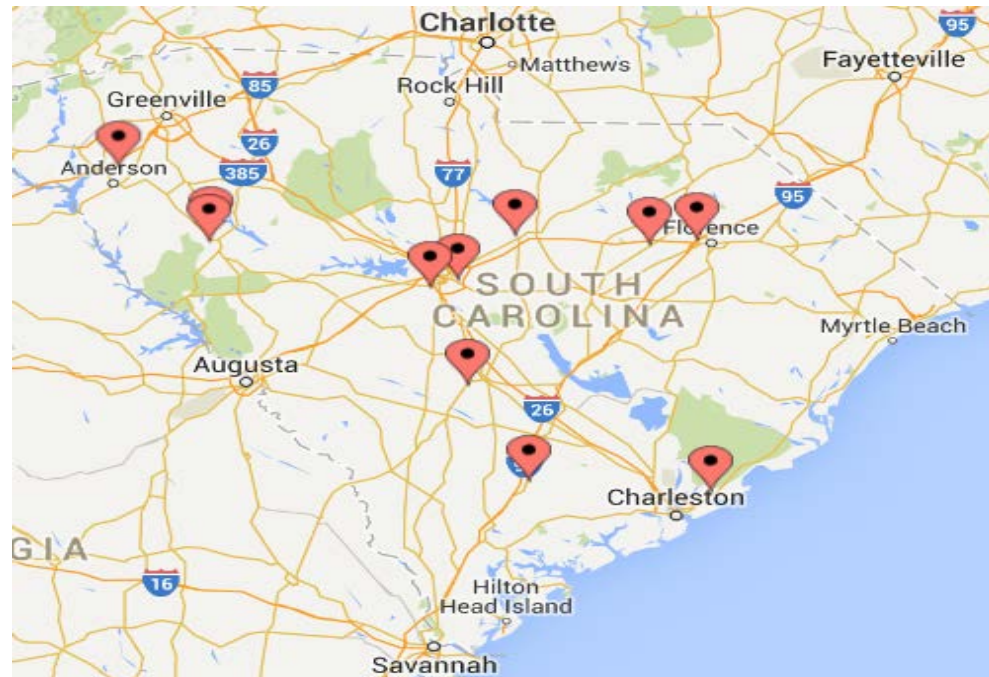 Charlotte
95
Matthews
Fayetteville
85
Rock Hill
Greenville
26
385
77
95
Anderson
Florence
SOUTH
CAROLINA
Myrtle Beach
Augusta
26
Charleston
GIA
16
Hilton
Head Island
Savannah